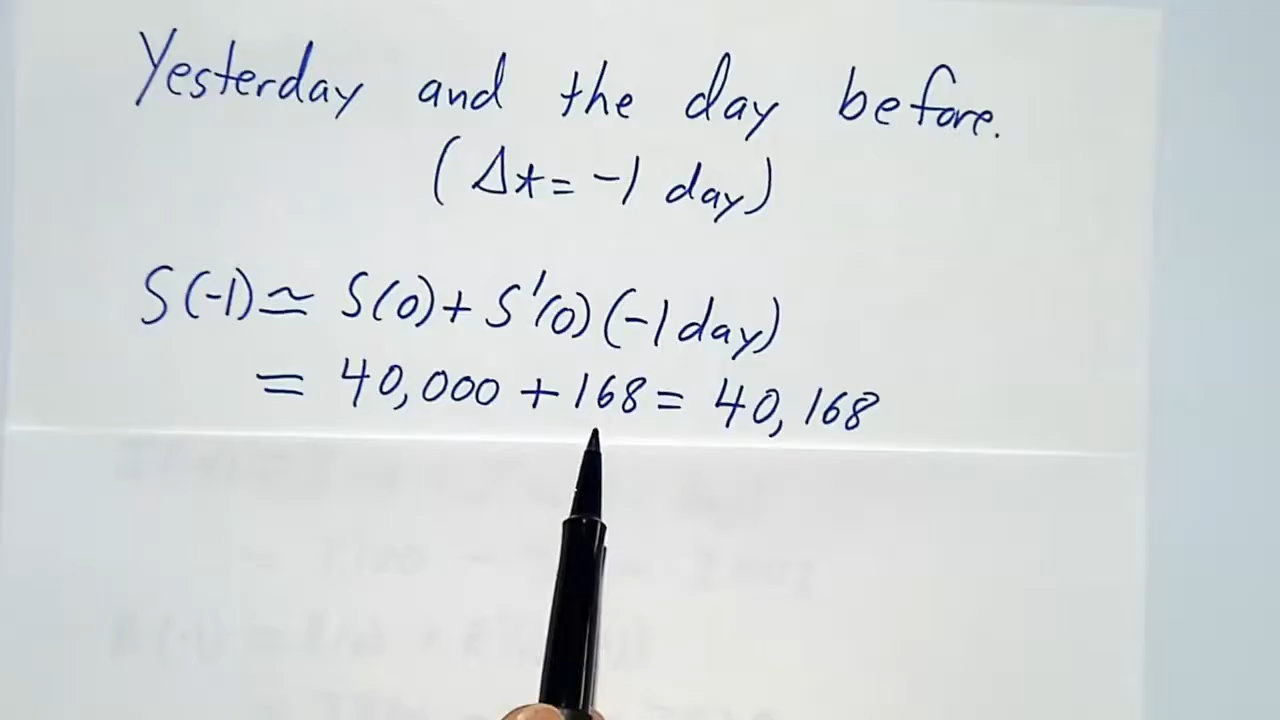 Yesterday and the day before.
(Δt = -1 day)
S(-1) ≃ S(0) + S'(0) (-1 day)
= 40,000 + 168 = 40,168